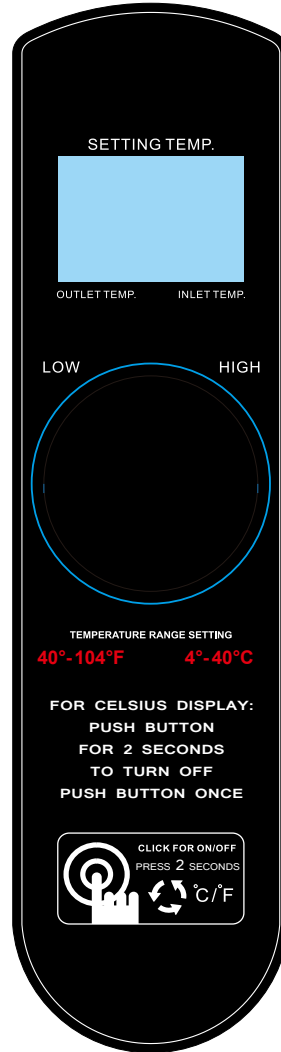 SETTING TEMP.
OUTLET TEMP. INLET TEMP.
LOW HIGH
TEMPERATURE RANGE SETTING
40°-104°F 4°-40°C
FOR CELSIUS DISPLAY:
PUSH BUTTON
FOR 2 SECONDS
TO TURN OFF
PUSH BUTTON ONCE
CLICK FOR ON/OFF
PRESS 2 SECONDS
°C/°F